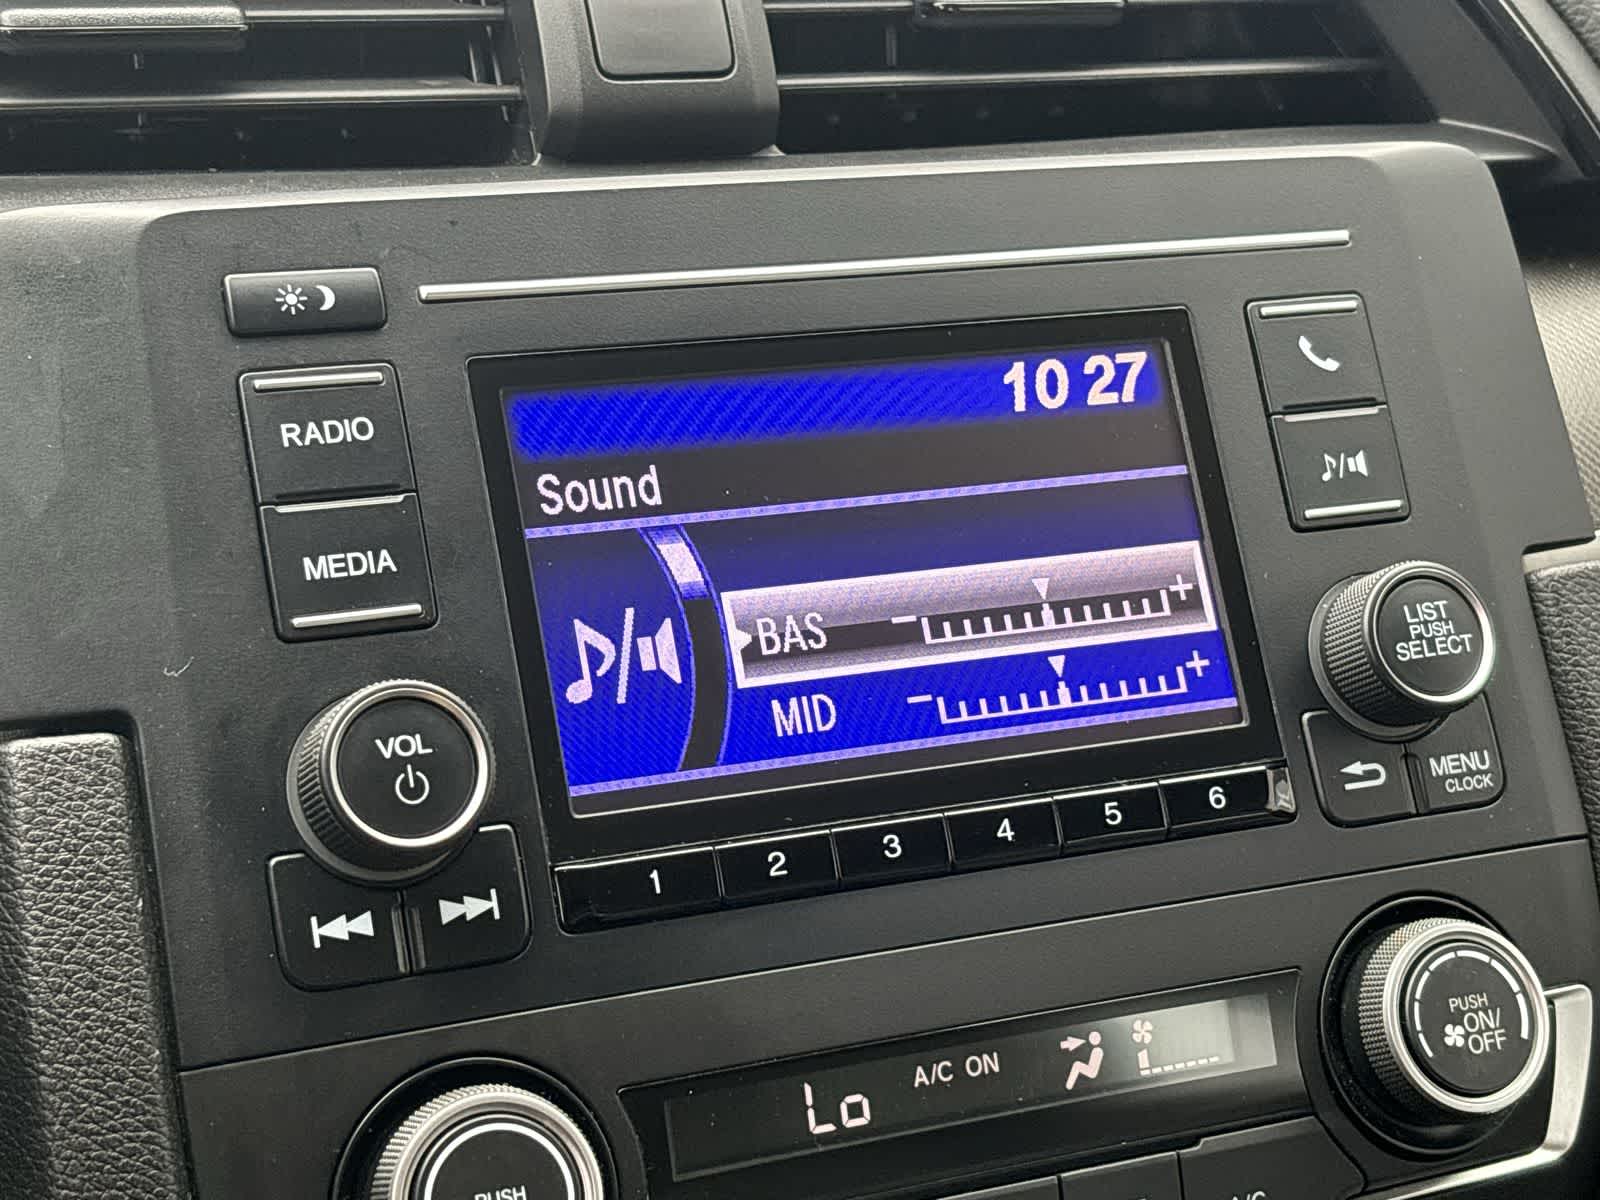 10 27
RADIO
Sound
MEDIA
BAS - +
MID - +
LIST
PUSH
SELECT
VOL
MENU
CLOCK
1 2 3 4 5 6
PUSH
ON/
OFF
A/C ON
Lo
PUSH
A/C